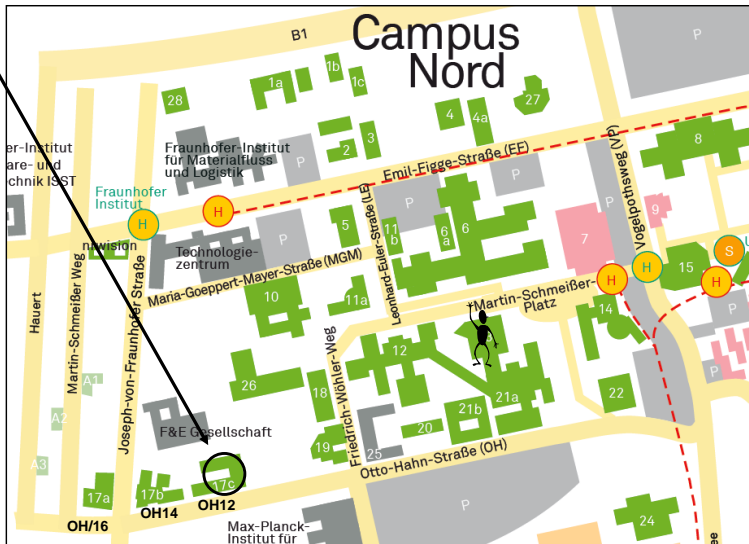 B1
Campus
Nord
1b
1a
1c
28
4
4a
27
P
er-Institut
are- und
echnik ISST
Fraunhofer-Institut
für Materialfluss
und Logistik
P
2
3
Emil-Figge-Straße (EF)
8
P
P
Fraunhofer
Institut
H
H
niwision
Technologie-
zentrum
P
5
Leonhard-Euler-Straße (LE)
11
b
6
a
6
7
9
Vogelpothsweg (VP)
H
H
15
S
U
H
Maria-Goeppert-Mayer-Straße (MGM)
10
11a
Martin-Schmeißer-
Platz
14
P
Hauert
Martin-Schmeißer Weg
Joseph-von-Fraunhofer Straße
Friedrich-Wöhler-Weg
12
A1
A2
A3
26
18
22
P
F&E Gesellschaft
19
25
20
21b
21a
Otto-Hahn-Straße (OH)
17a
17b
17c
OH/16
OH14
OH12
Max-Planck-
Institut für
P
24
ee